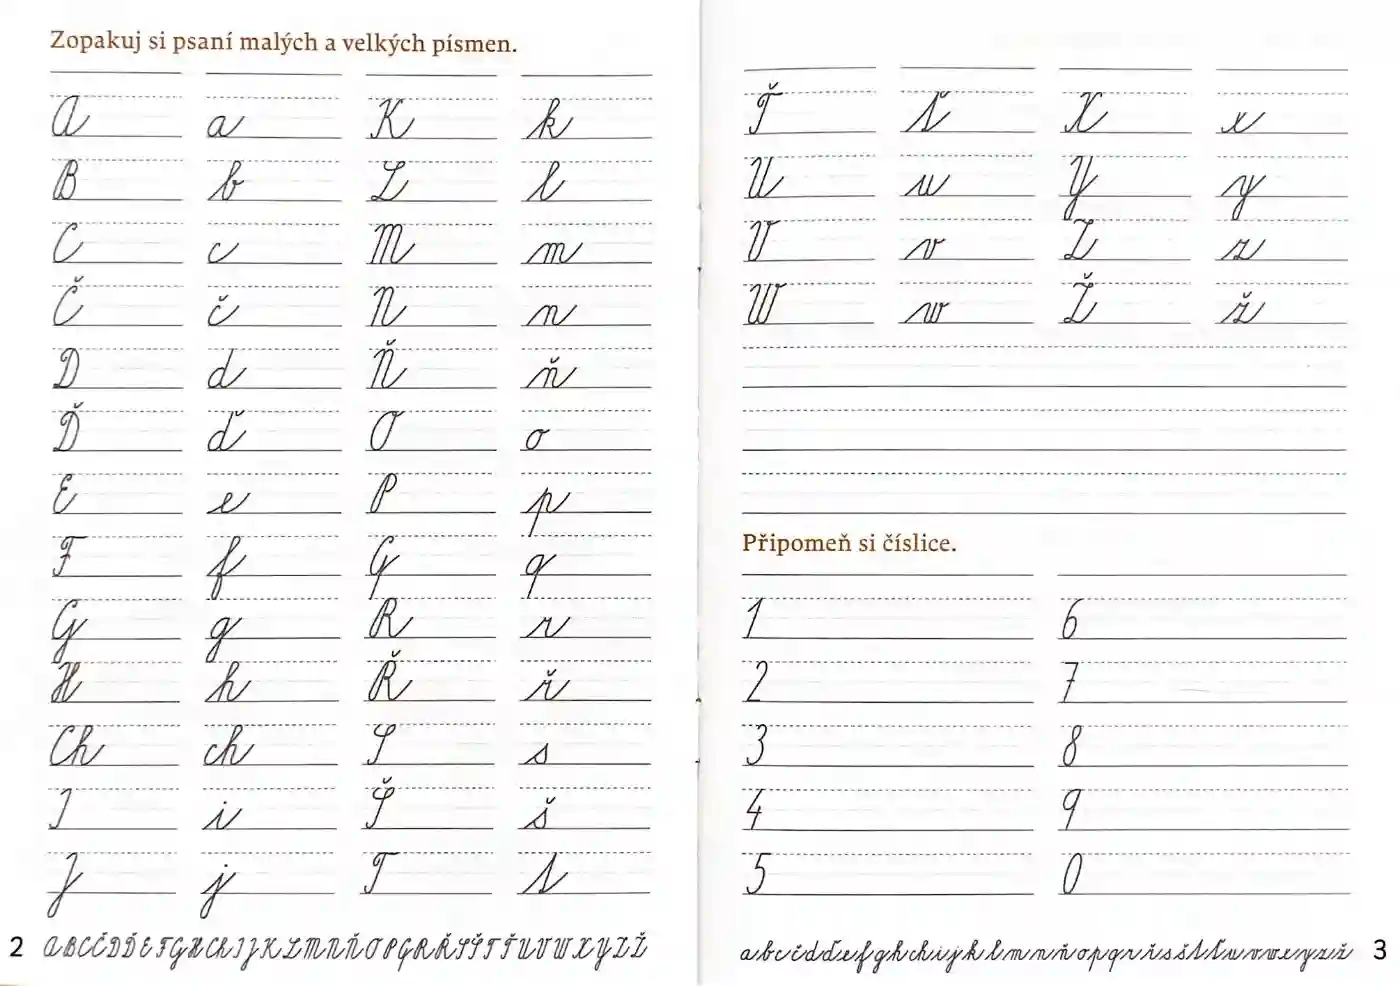 Zopakuj si psaní malých a velkých písmen.
A a K k
B b L l
C c M m
Č č N n
D d Ň ň
Ď ď O o
E e P p
F f Q q
G g R r
H h Ř ř
Ch ch S s
I i Š š
J j T t
2 A B C Č D Ď E F G H Ch I J K L M N Ň O P Q R Ř S Š T Ť U V W X Y Z Ž
Ť ť X x
U u Y y
V v Z z
W w Ž ž
Připomeň si číslice.
1 6
2 7
3 8
4 9
5 0
a b c č d ď e f g h ch i j k l m n ň o p q r ř s š t ť u v w x y z ž 3